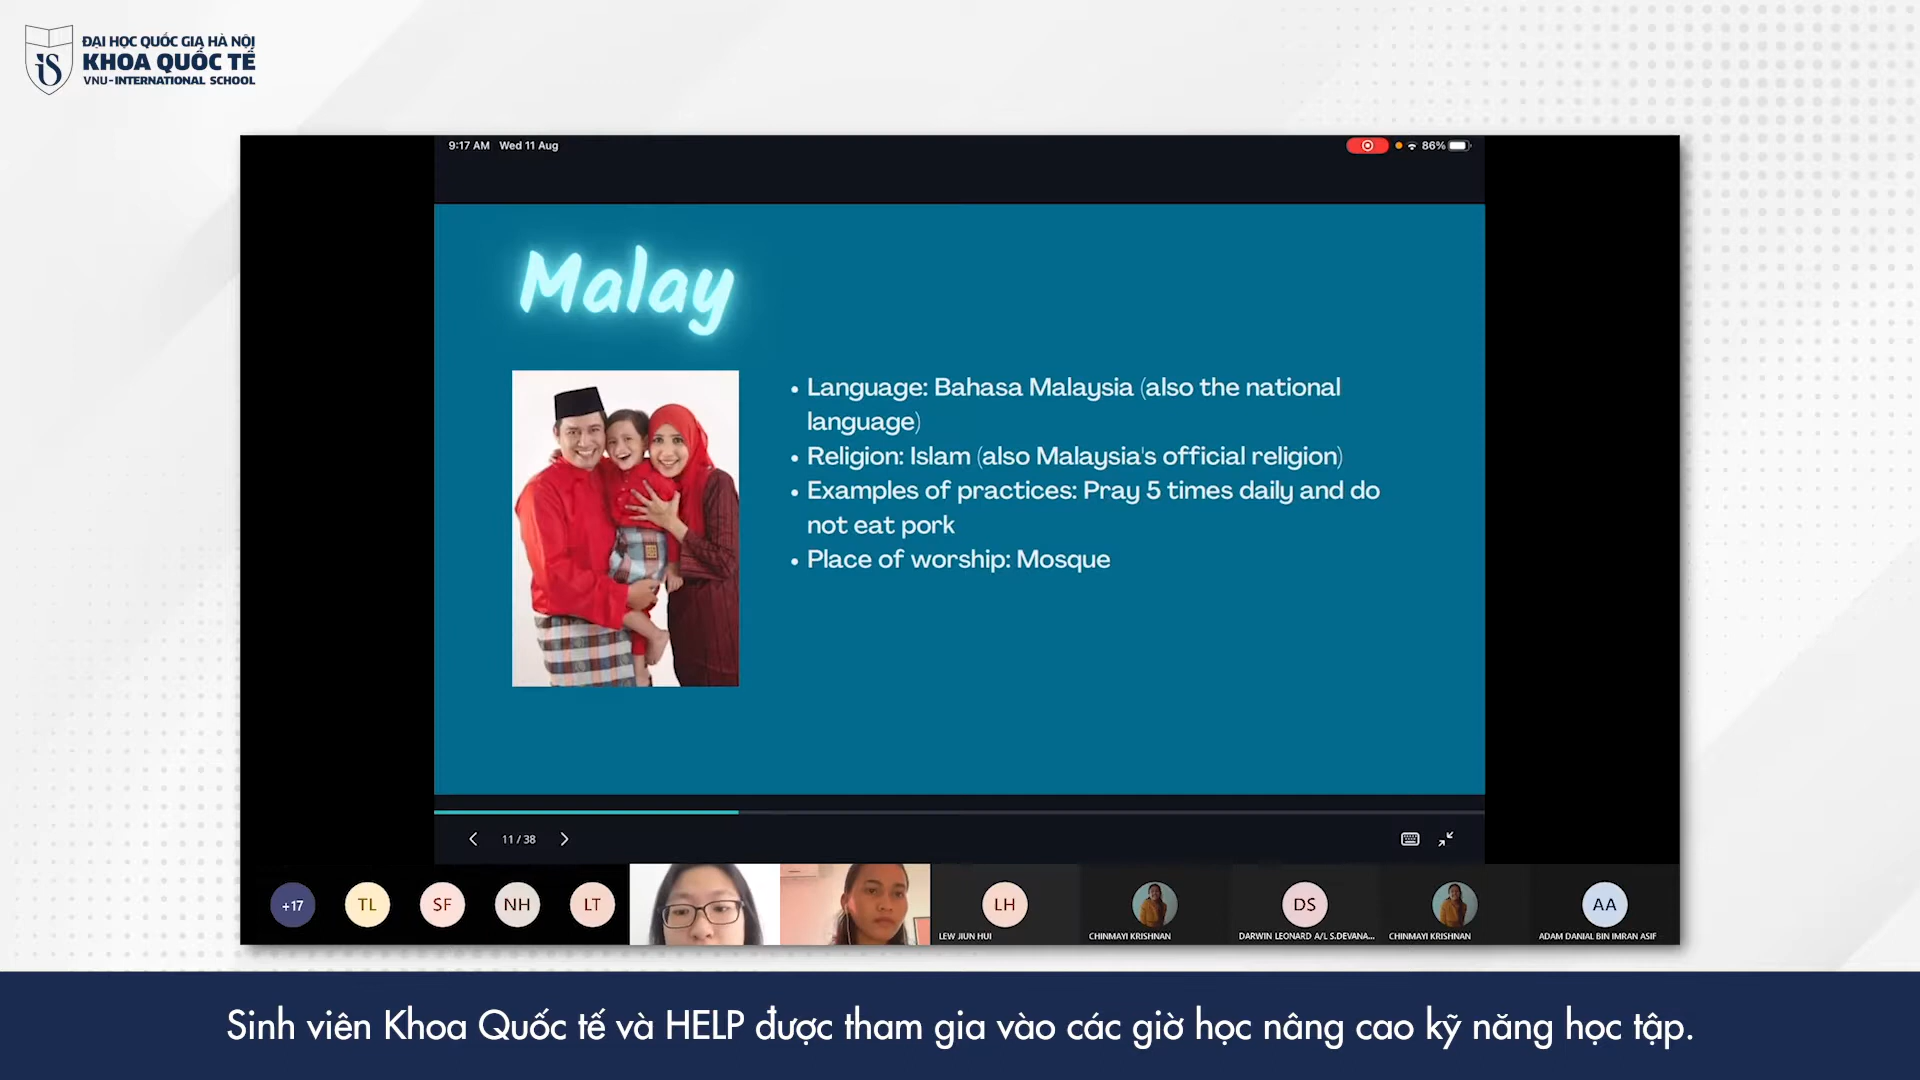 ĐẠI HỌC QUỐC GIA HÀ NỘI
KHOA QUỐC TẾ
VNU-INTERNATIONAL SCHOOL
9:17 AM Wed 11 Aug
86%
Malay
• Language: Bahasa Malaysia (also the national
language)
• Religion: Islam (also Malaysia's official religion)
• Examples of practices: Pray 5 times daily and do
not eat pork
• Place of worship: Mosque
11 / 38
+17
TL
SF
NH
LT
LH
DS
AA
LEW JIUN HUI
CHINMAYI KRISHNAN
DARWIN LEONARD A/L S.DEVANA...
CHINMAYI KRISHNAN
ADAM DANIAL BIN IMRAN ASIF
Sinh viên Khoa Quốc tế và HELP được tham gia vào các giờ học nâng cao kỹ năng học tập.